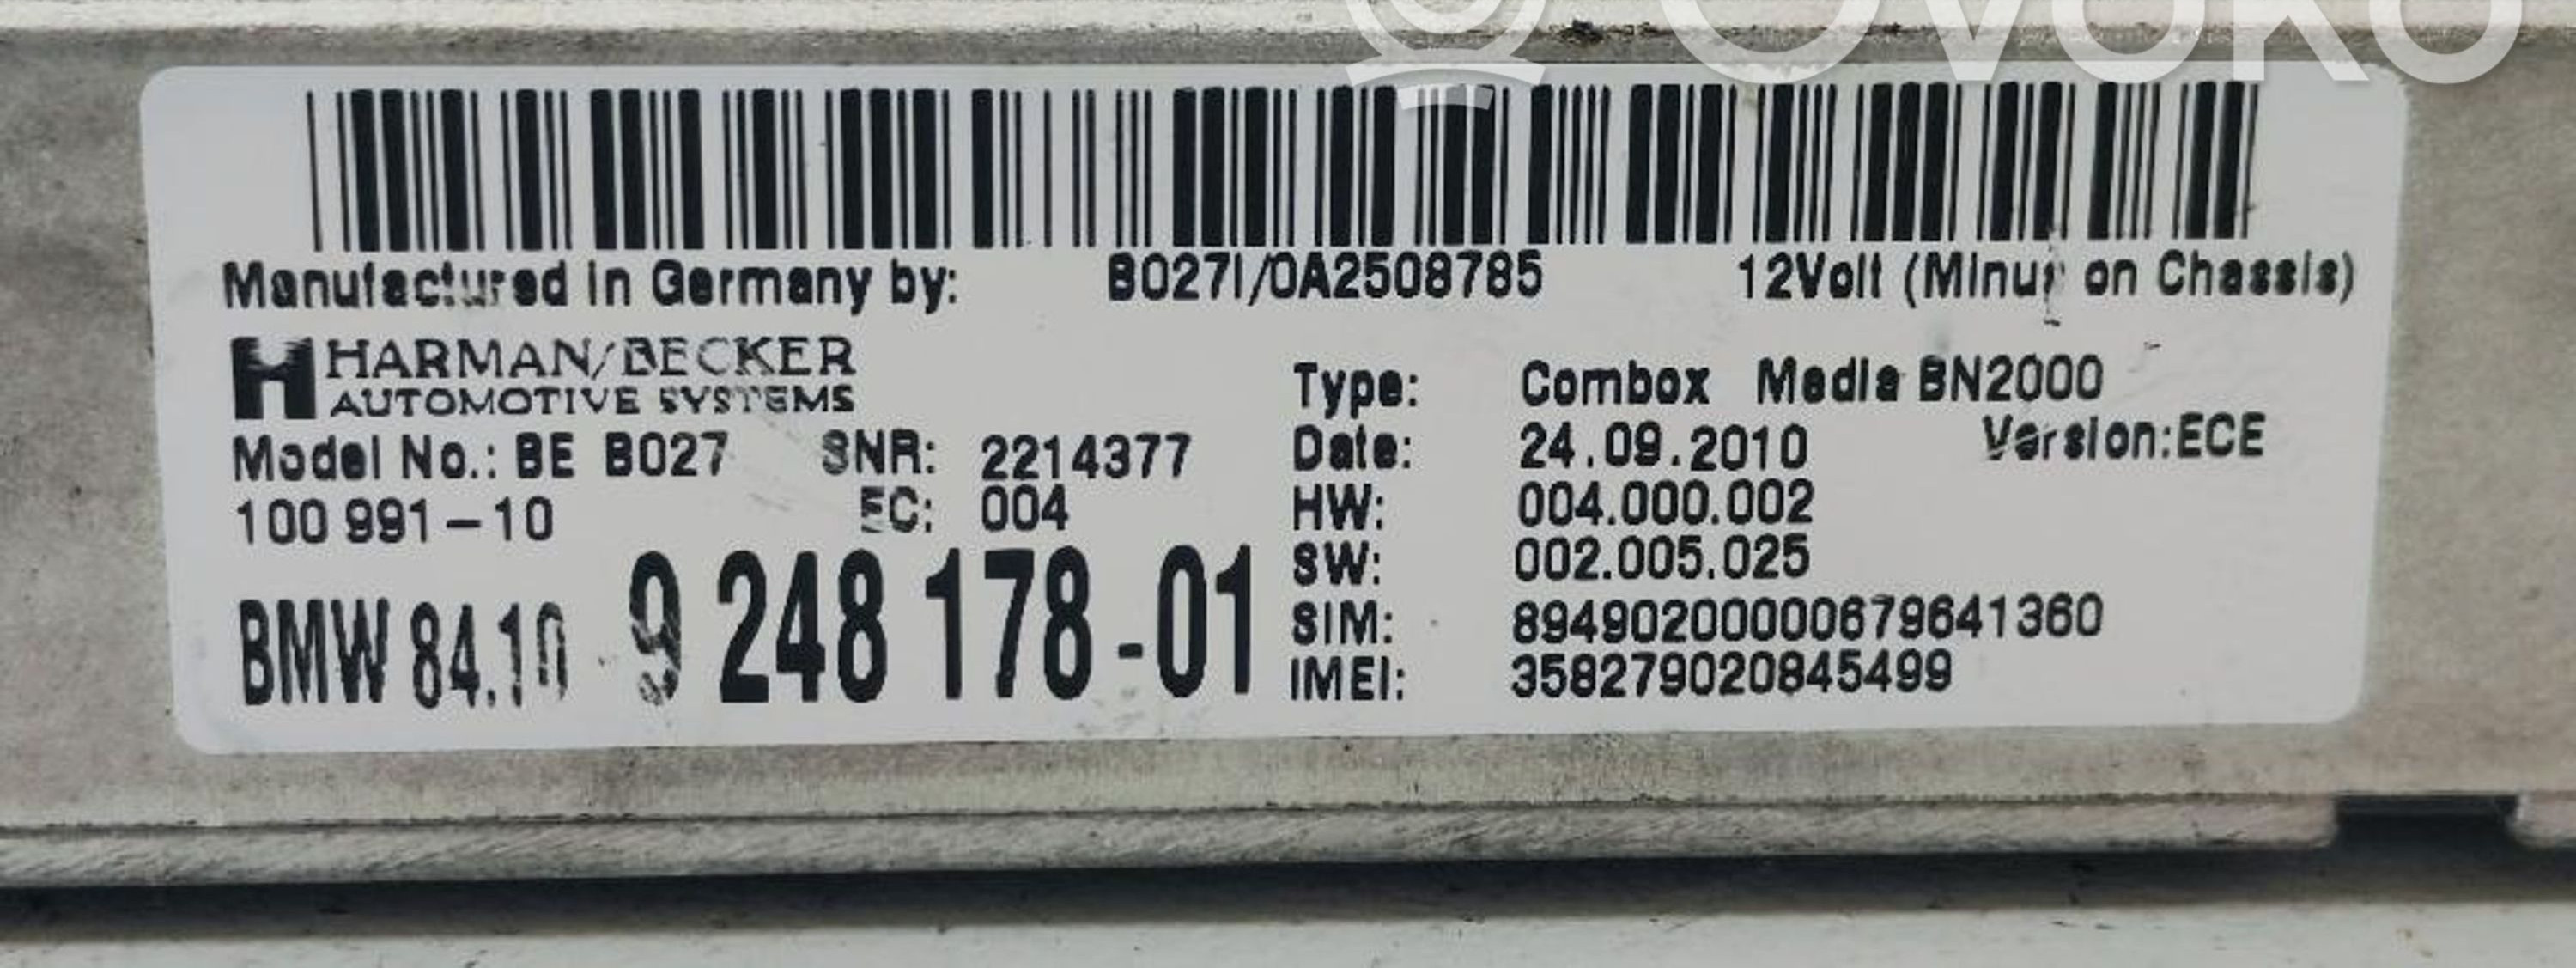 OVOKO
Manufactured in Germany by: B027I/0A2508785 12Volt (Minus on Chassis)
HARMAN/BECKER
AUTOMOTIVE SYSTEMS
Model No.: BE B027 SNR: 2214377
100 991-10 EC: 004
BMW 84.10 9 248 178-01
Type: Combox Media BN2000
Date: 24.09.2010 Version:ECE
HW: 004.000.002
SW: 002.005.025
SIM: 89490200000679641360
IMEI: 358279020845499